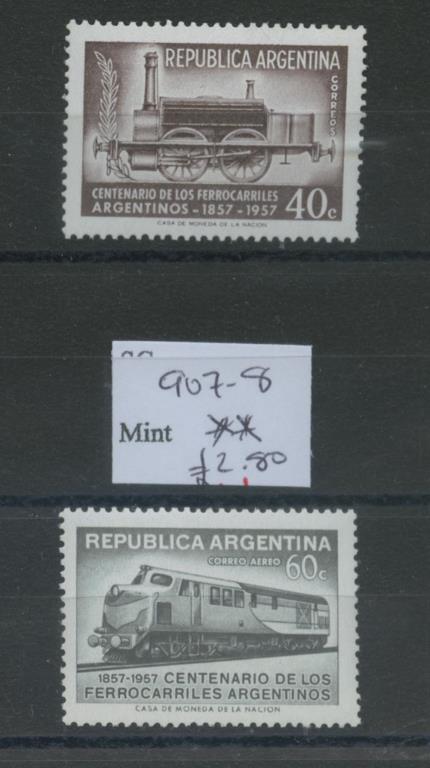 REPUBLICA ARGENTINA
CORREOS
CENTENARIO DE LOS FERROCARRILES
ARGENTINOS - 1857 - 1957 40c
CASA DE MONEDA DE LA NACION
907-8
Mint **
£2.80
REPUBLICA ARGENTINA
CORREO AEREO 60c
1857-1957 CENTENARIO DE LOS
FERROCARRILES ARGENTINOS
CASA DE MONEDA DE LA NACION